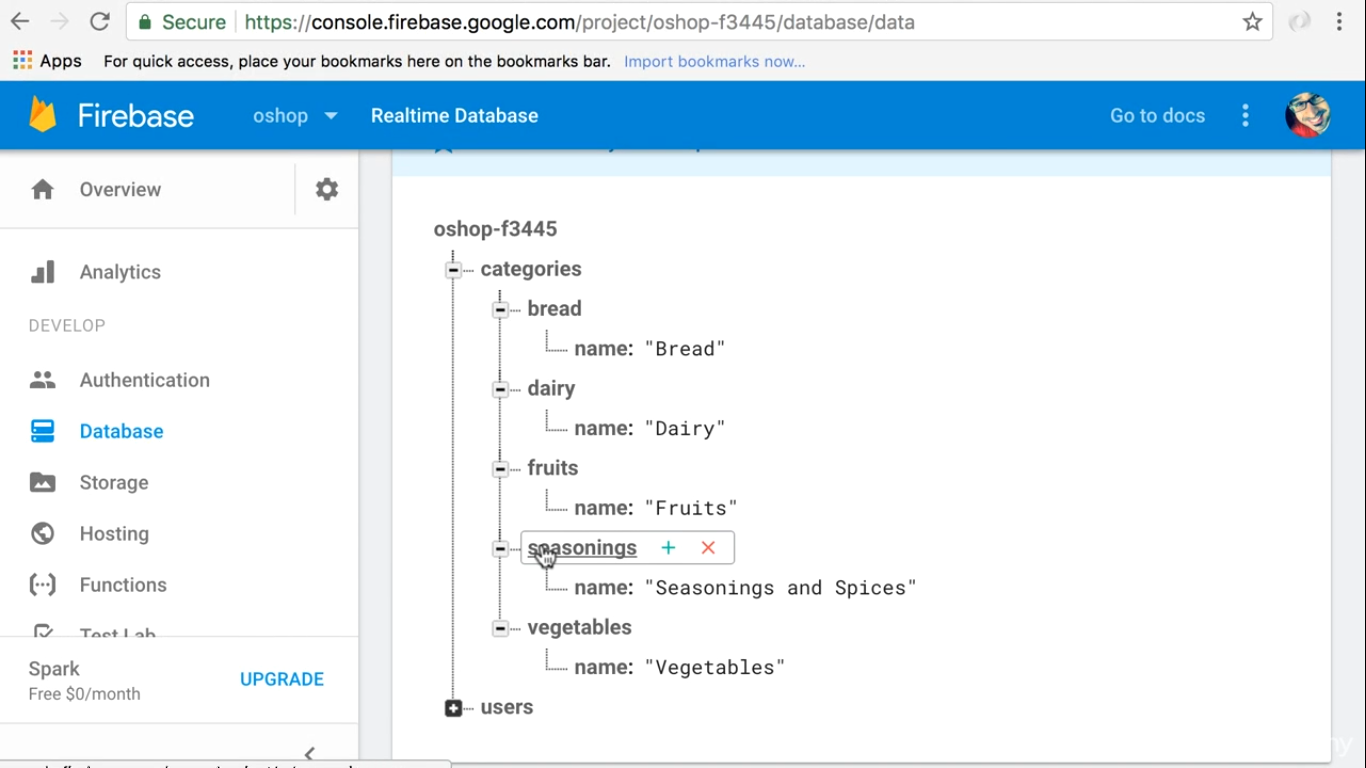 Secure https://console.firebase.google.com/project/oshop-f3445/database/data
Apps For quick access, place your bookmarks here on the bookmarks bar. Import bookmarks now...
Firebase oshop Realtime Database Go to docs
Overview
Analytics
DEVELOP
Authentication
Database
Storage
Hosting
Functions
Test Lab
Spark
Free $0/month
UPGRADE
oshop-f3445
categories
bread
name: "Bread"
dairy
name: "Dairy"
fruits
name: "Fruits"
seasonings
name: "Seasonings and Spices"
vegetables
name: "Vegetables"
users